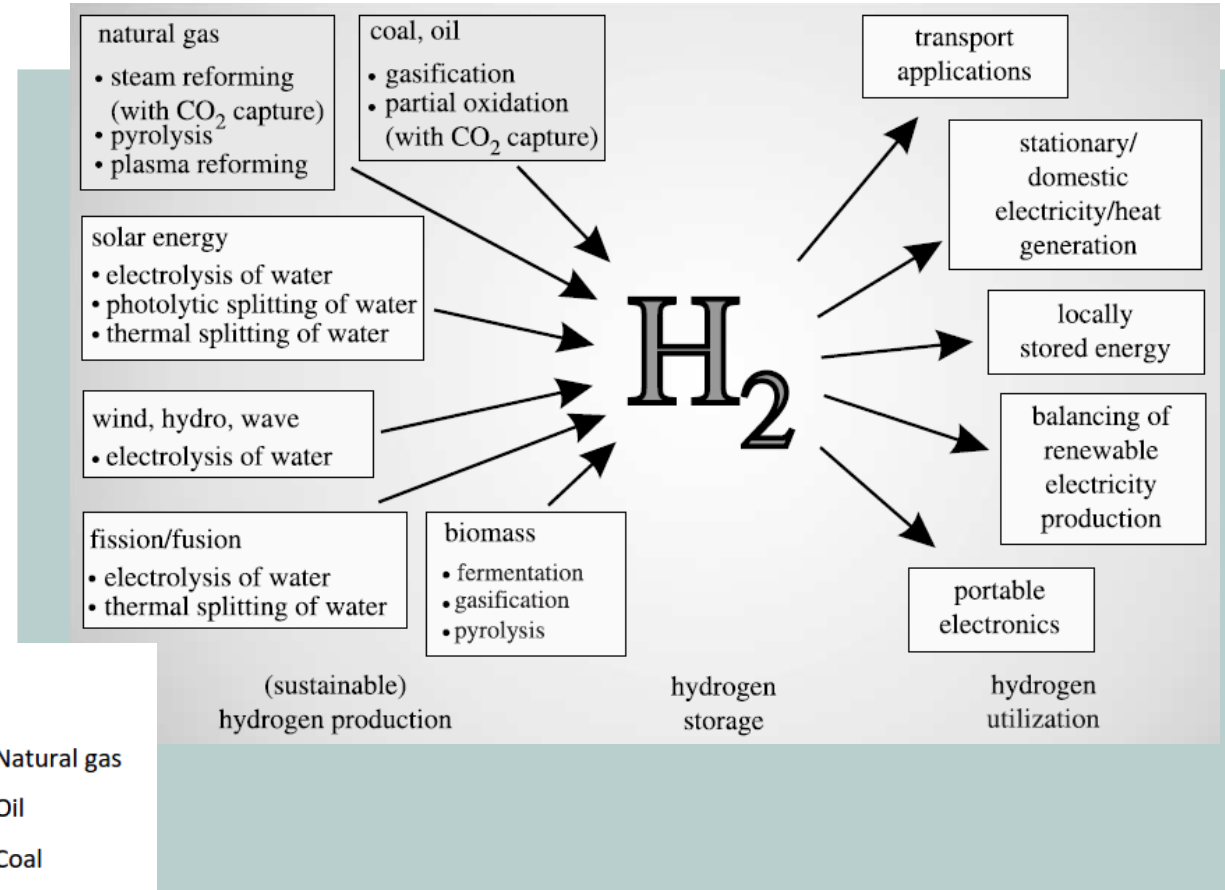 natural gas
• steam reforming
(with CO2 capture)
• pyrolysis
• plasma reforming
coal, oil
• gasification
• partial oxidation
(with CO2 capture)
solar energy
• electrolysis of water
• photolytic splitting of water
• thermal splitting of water
wind, hydro, wave
• electrolysis of water
fission/fusion
• electrolysis of water
• thermal splitting of water
biomass
• fermentation
• gasification
• pyrolysis
H2
transport
applications
stationary/
domestic
electricity/heat
generation
locally
stored energy
balancing of
renewable
electricity
production
portable
electronics
(sustainable)
hydrogen production
hydrogen
storage
hydrogen
utilization
Natural gas
Oil
Coal